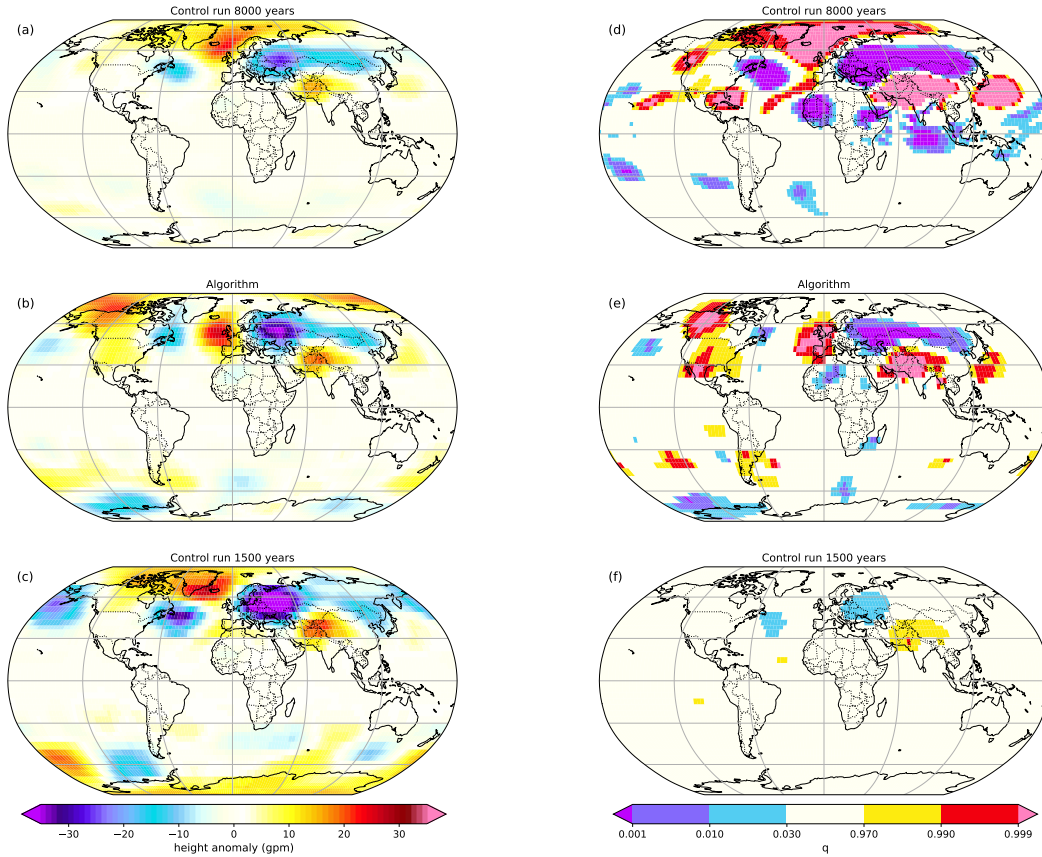 Control run 8000 years
(a)
Control run 8000 years
(d)
Algorithm
(b)
Algorithm
(e)
Control run 1500 years
(c)
Control run 1500 years
(f)
−30 −20 −10 0 10 20 30
height anomaly (gpm)
0.001 0.010 0.030 0.970 0.990 0.999
q